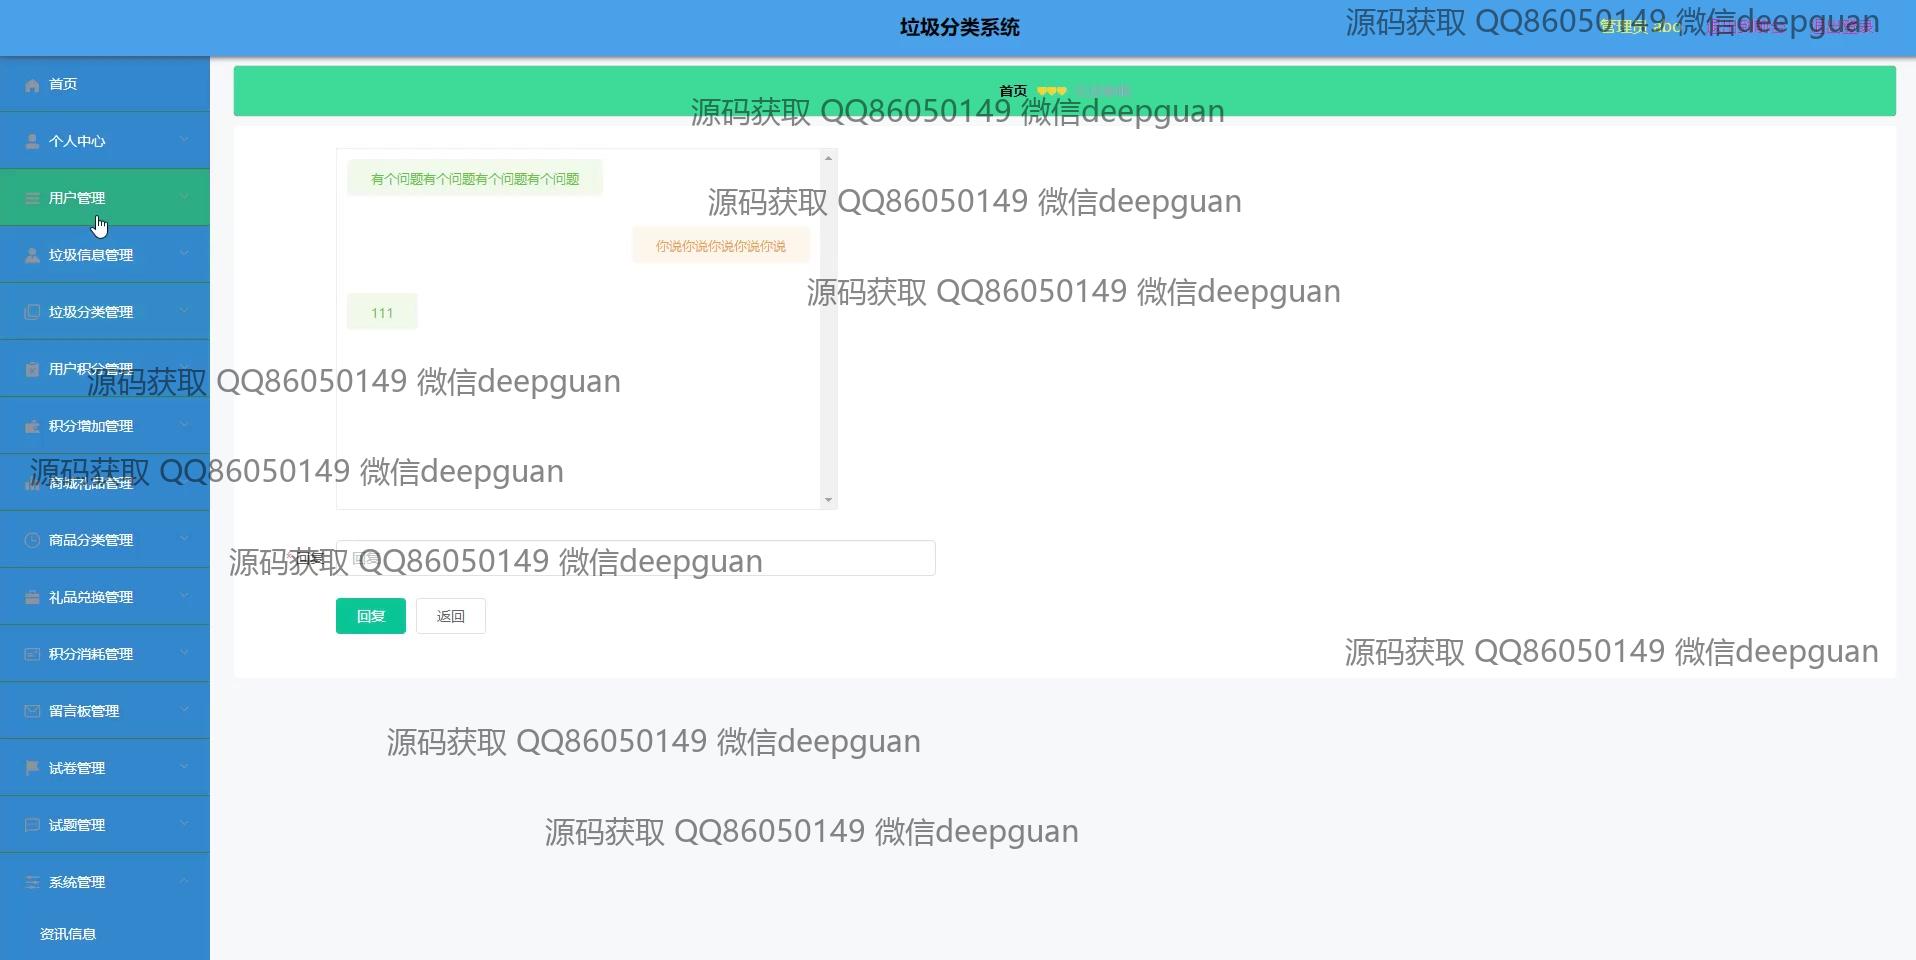 垃圾分类系统
管理员 abc
源码获取 QQ86050149 微信deepguan
首页
首页
源码获取 QQ86050149 微信deepguan
个人中心
用户管理
垃圾信息管理
垃圾分类管理
用户积分管理
积分增加管理
商城礼品管理
商品分类管理
礼品兑换管理
积分消耗管理
留言板管理
试卷管理
试题管理
系统管理
资讯信息
有个问题有个问题有个问题有个问题
源码获取 QQ86050149 微信deepguan
你说你说你说你说你说
源码获取 QQ86050149 微信deepguan
111
源码获取 QQ86050149 微信deepguan
源码获取 QQ86050149 微信deepguan
*回复
回复
源码获取 QQ86050149 微信deepguan
回复
返回
源码获取 QQ86050149 微信deepguan
源码获取 QQ86050149 微信deepguan
源码获取 QQ86050149 微信deepguan